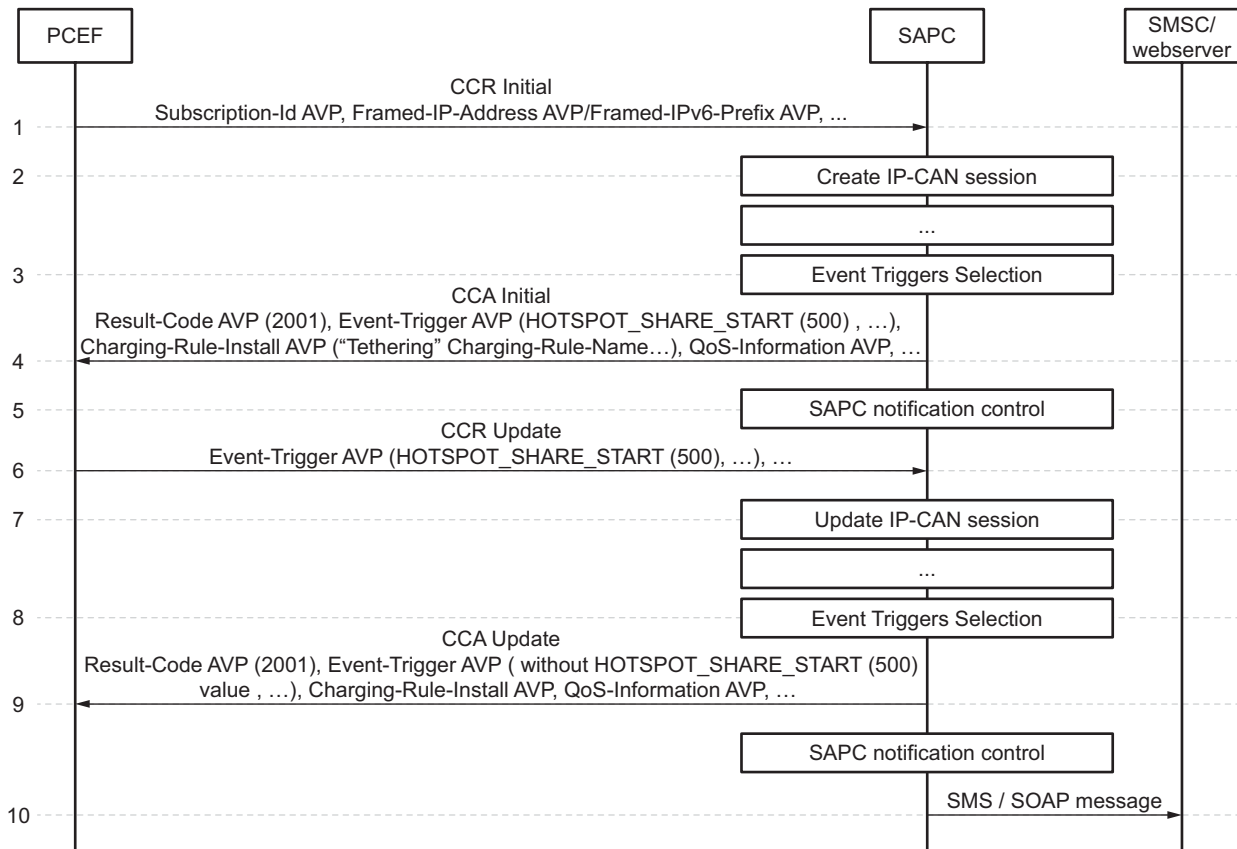 PCEF
SAPC
SMSC/
webserver
CCR Initial
Subscription-Id AVP, Framed-IP-Address AVP/Framed-IPv6-Prefix AVP, ...
1
2
Create IP-CAN session
...
3
Event Triggers Selection
CCA Initial
Result-Code AVP (2001), Event-Trigger AVP (HOTSPOT_SHARE_START (500) , …),
Charging-Rule-Install AVP (“Tethering” Charging-Rule-Name…), QoS-Information AVP, …
4
5
SAPC notification control
CCR Update
Event-Trigger AVP (HOTSPOT_SHARE_START (500), …), …
6
7
Update IP-CAN session
...
8
Event Triggers Selection
CCA Update
Result-Code AVP (2001), Event-Trigger AVP ( without HOTSPOT_SHARE_START (500)
value , …), Charging-Rule-Install AVP, QoS-Information AVP, …
9
SAPC notification control
SMS / SOAP message
10